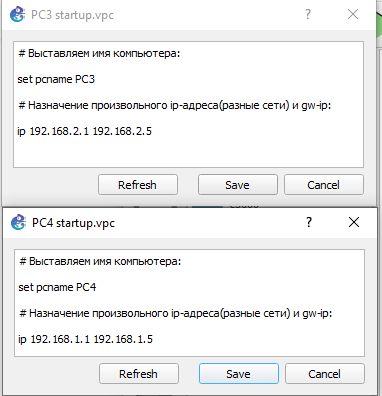 PC3 startup.vpc
# Выставляем имя компьютера:
set pcname PC3
# Назначение произвольного ip-адреса(разные сети) и gw-ip:
ip 192.168.2.1 192.168.2.5
Refresh Save Cancel
PC4 startup.vpc
# Выставляем имя компьютера:
set pcname PC4
# Назначение произвольного ip-адреса(разные сети) и gw-ip:
ip 192.168.1.1 192.168.1.5
Refresh Save Cancel